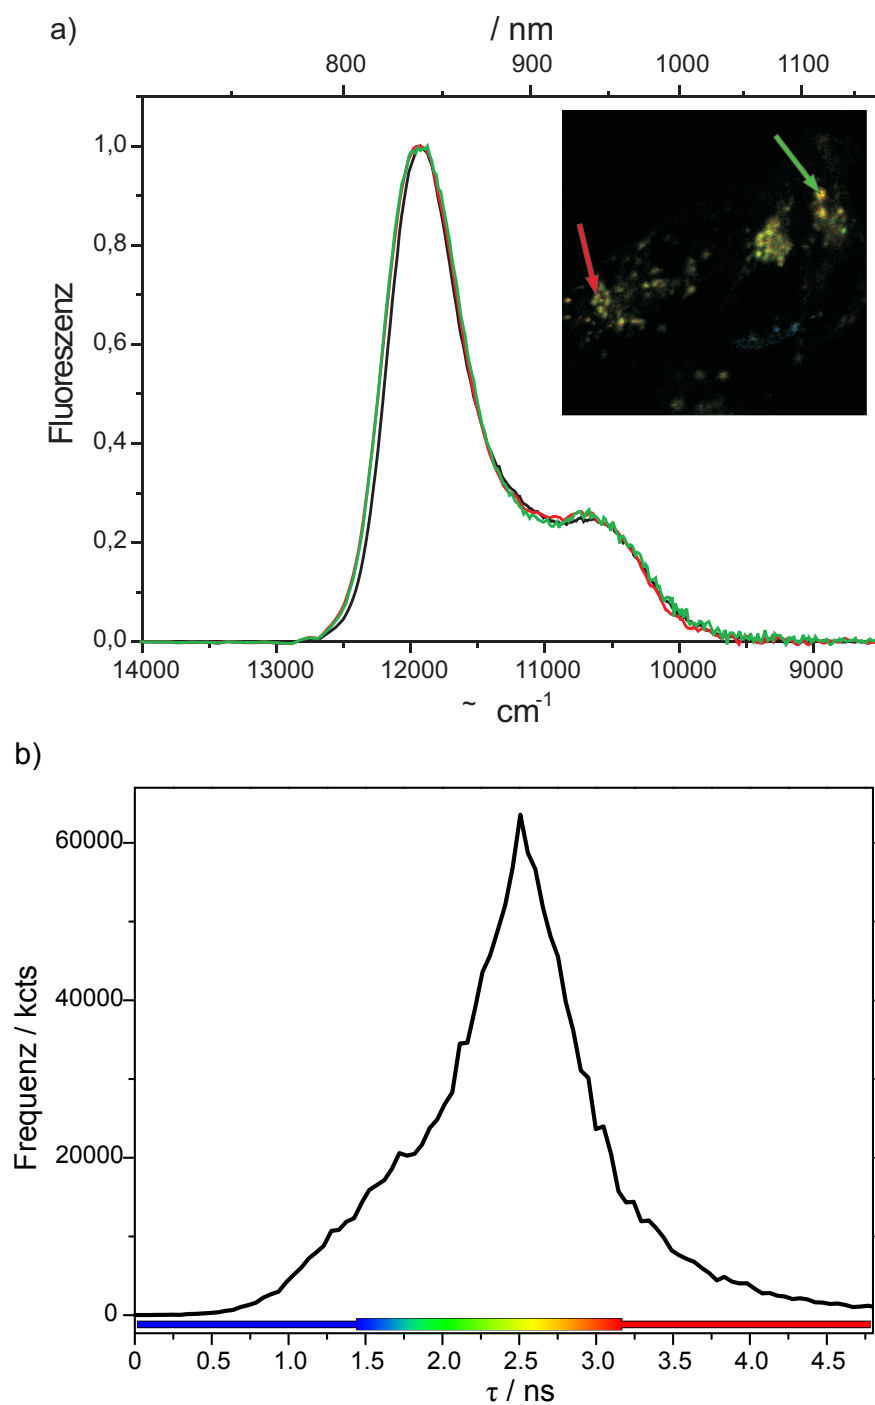 a)
/ nm
800 900 1000 1100
1,0
0,8
0,6
0,4
0,2
0,0
Fluoreszenz
14000 13000 12000 11000 10000 9000
~ cm-1
b)
60000
40000
20000
0
Frequenz / kcts
0 0.5 1.0 1.5 2.0 2.5 3.0 3.5 4.0 4.5
τ / ns